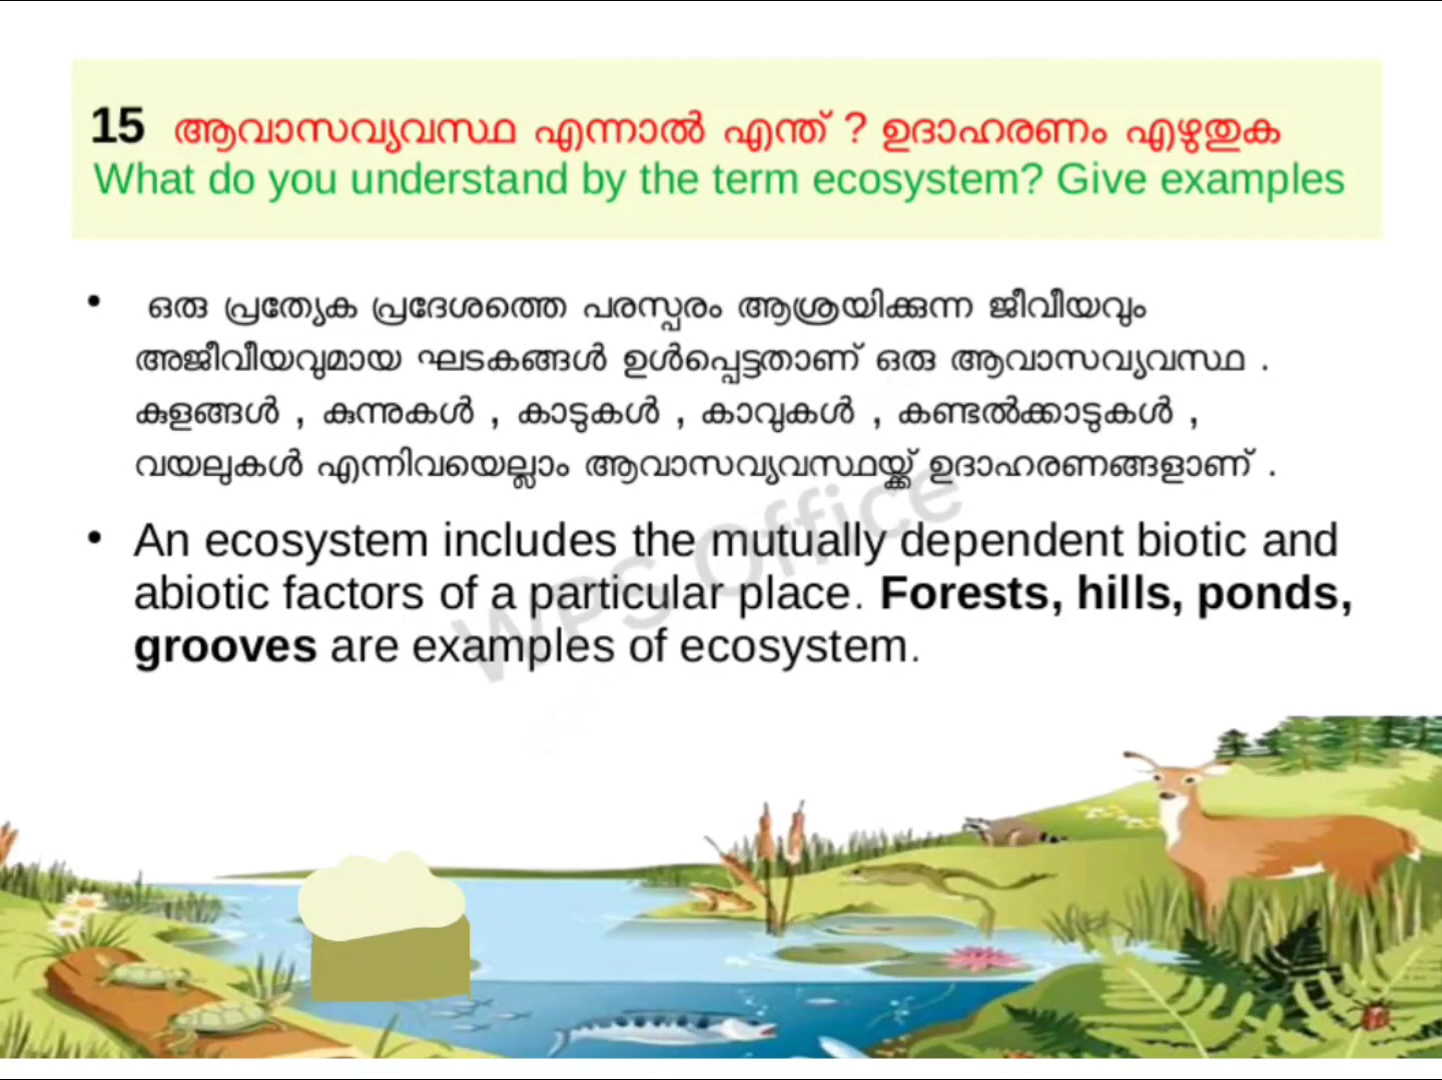 15 ആവാസവ്യവസ്ഥ എന്നാൽ എന്ത് ? ഉദാഹരണം എഴുതുക
What do you understand by the term ecosystem? Give examples
• ഒരു പ്രത്യേക പ്രദേശത്തെ പരസ്പരം ആശ്രയിക്കുന്ന ജീവീയവും
അജീവീയവുമായ ഘടകങ്ങൾ ഉൾപ്പെട്ടതാണ് ഒരു ആവാസവ്യവസ്ഥ .
കുളങ്ങൾ , കുന്നുകൾ , കാടുകൾ , കാവുകൾ , കണ്ടൽക്കാടുകൾ ,
വയലുകൾ എന്നിവയെല്ലാം ആവാസവ്യവസ്ഥയ്ക്ക് ഉദാഹരണങ്ങളാണ് .
• An ecosystem includes the mutually dependent biotic and
abiotic factors of a particular place. Forests, hills, ponds,
grooves are examples of ecosystem.
WPS Office